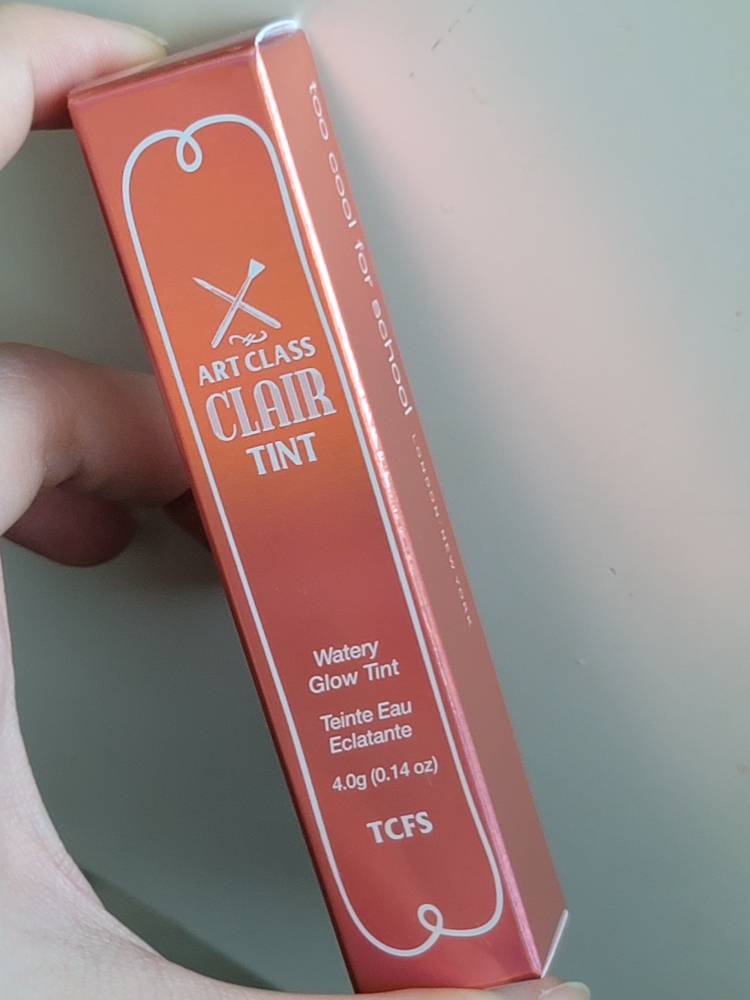 ART CLASS
CLAIR
TINT
Watery
Glow Tint
Teinte Eau
Eclatante
4.0g (0.14 oz)
TCFS
too cool for school
LONDON NEW YORK